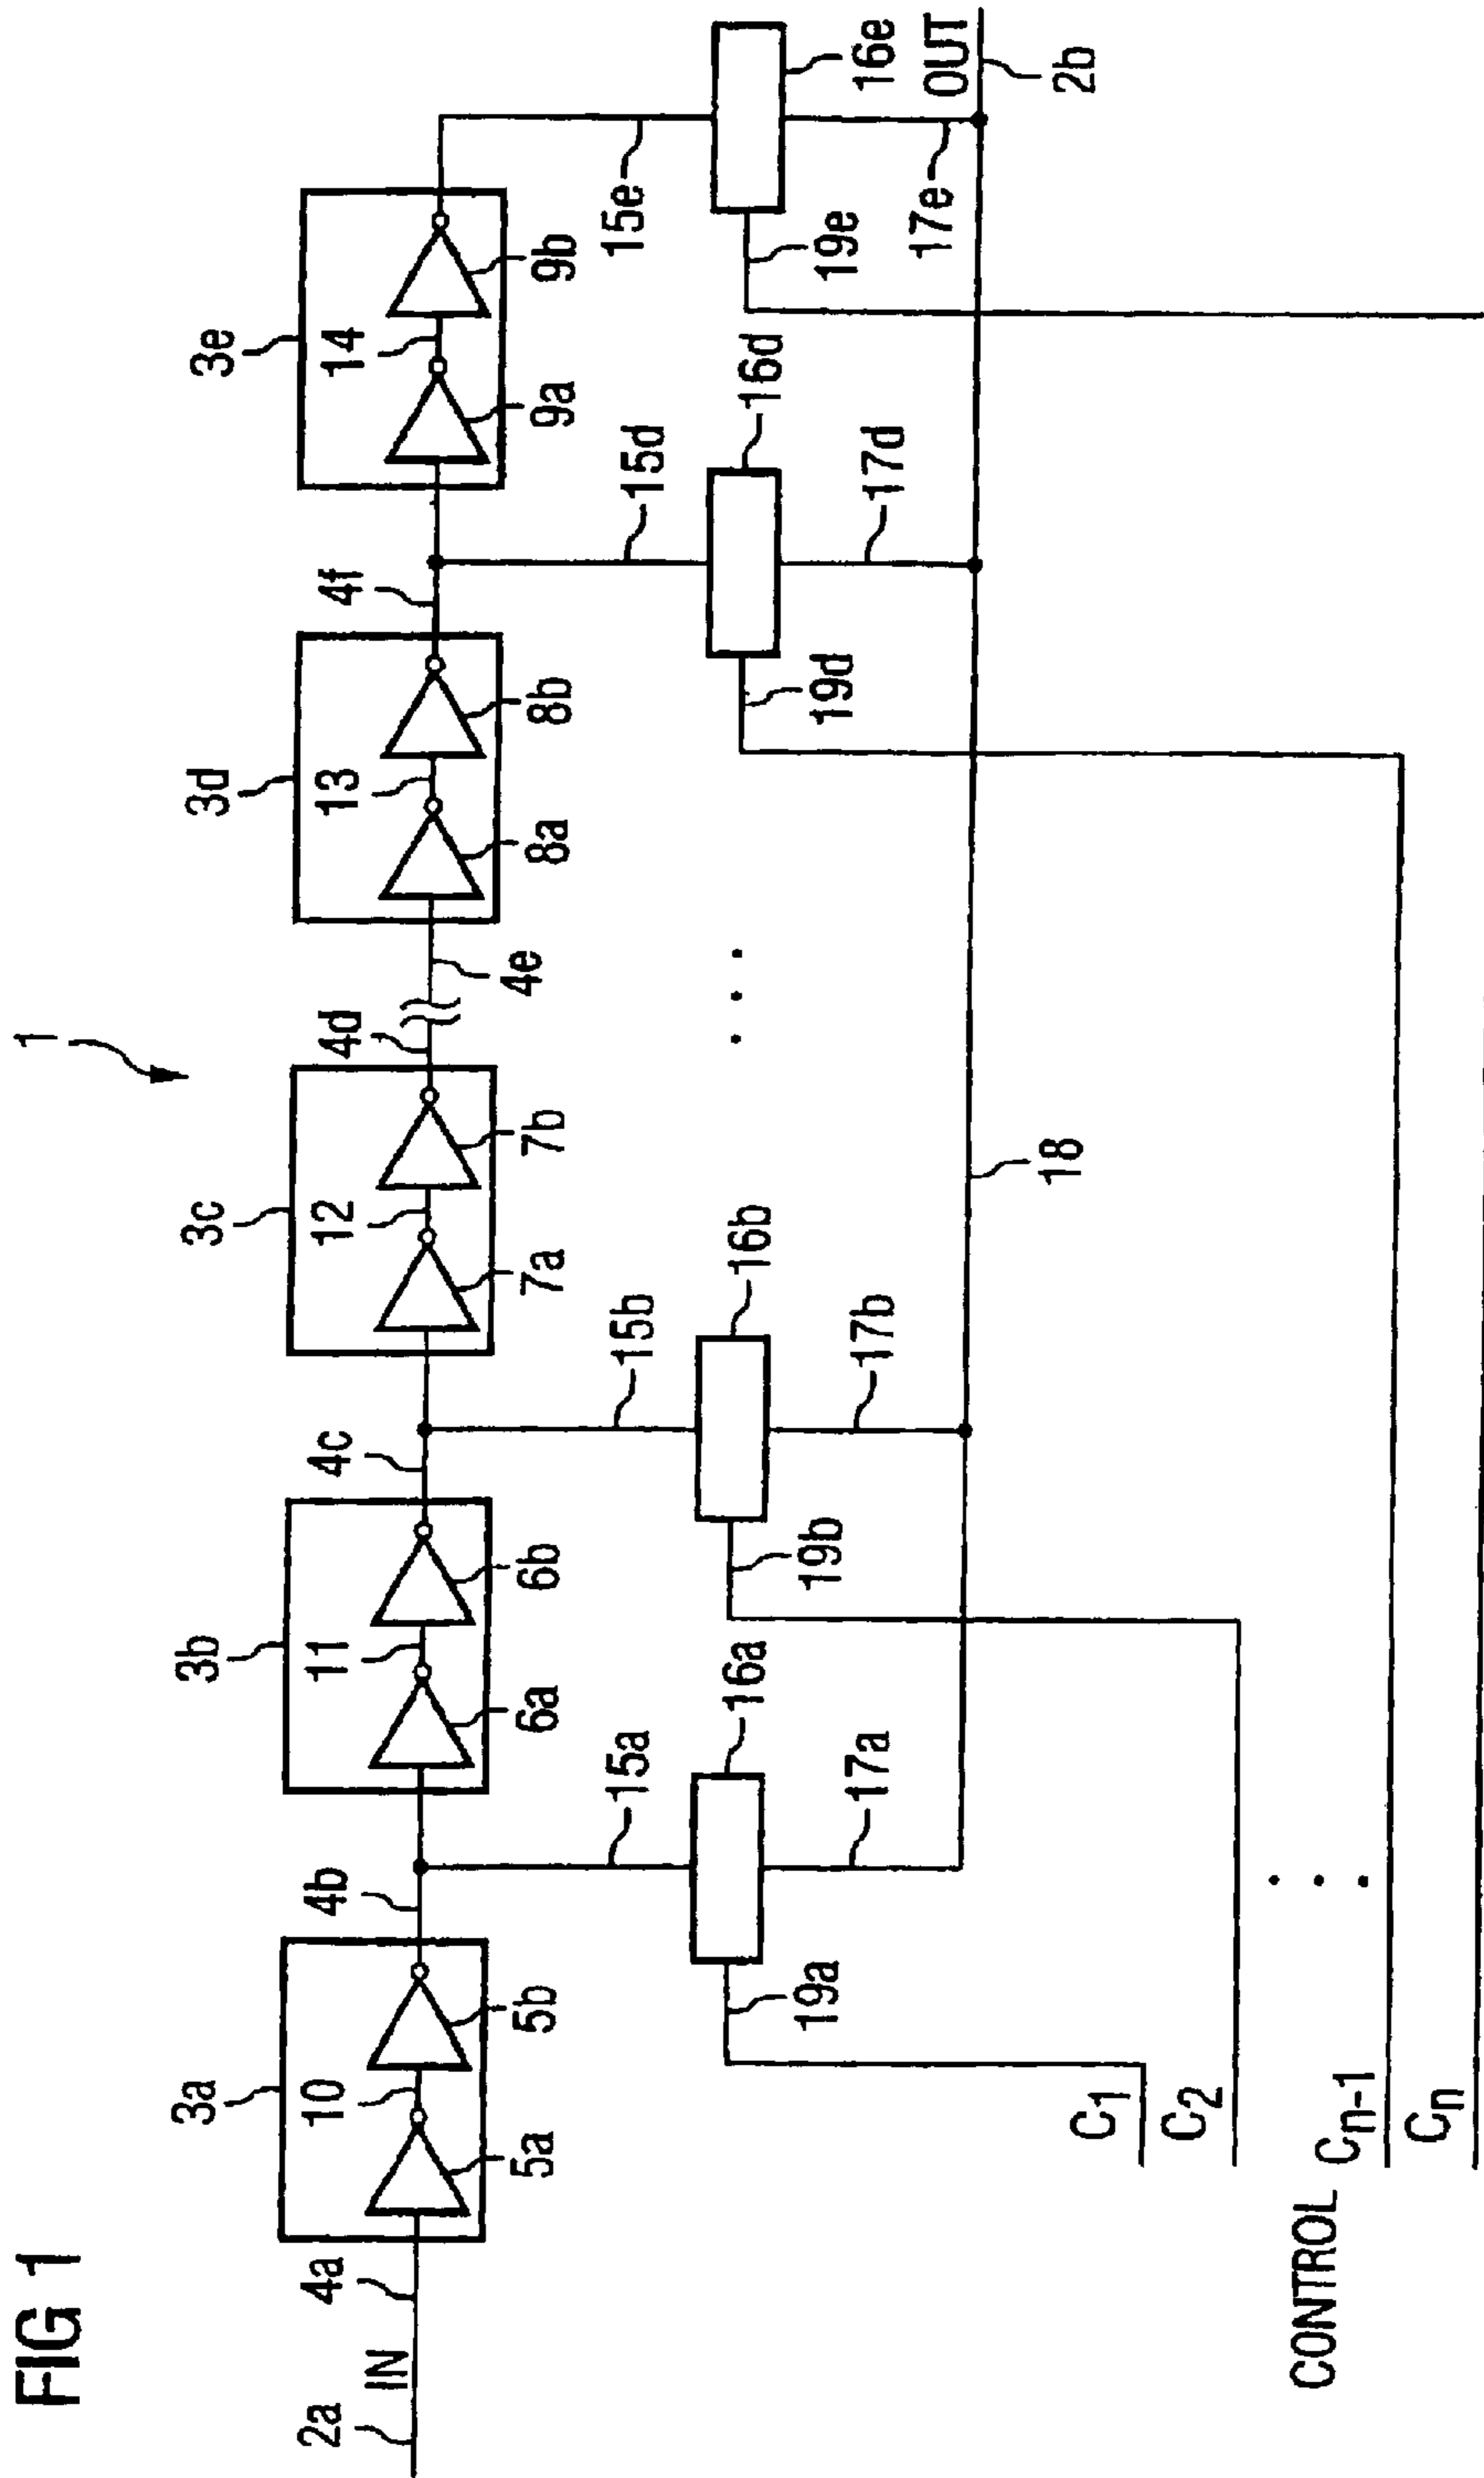 FIG 1
1
3a
3b
3c
3d
3e
10
11
12
13
14
2a
IN
4a
4b
4c
4d
4e
4f
5a
5b
6a
6b
7a
7b
8a
8b
9a
9b
15a
15b
15d
15e
16a
16b
16d
16e
19a
19b
19d
19e
17a
17b
17d
17e
OUT
18
2b
C1
C2
CONTROL Cn-1
Cn